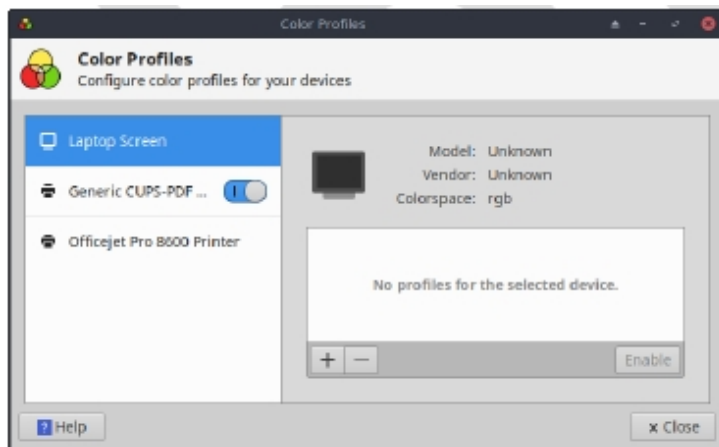 Color Profiles
Color Profiles
Configure color profiles for your devices
Laptop Screen
Generic CUPS-PDF ...
Officejet Pro 8600 Printer
Model: Unknown
Vendor: Unknown
Colorspace: rgb
No profiles for the selected device.
+ −
Enable
? Help
x Close